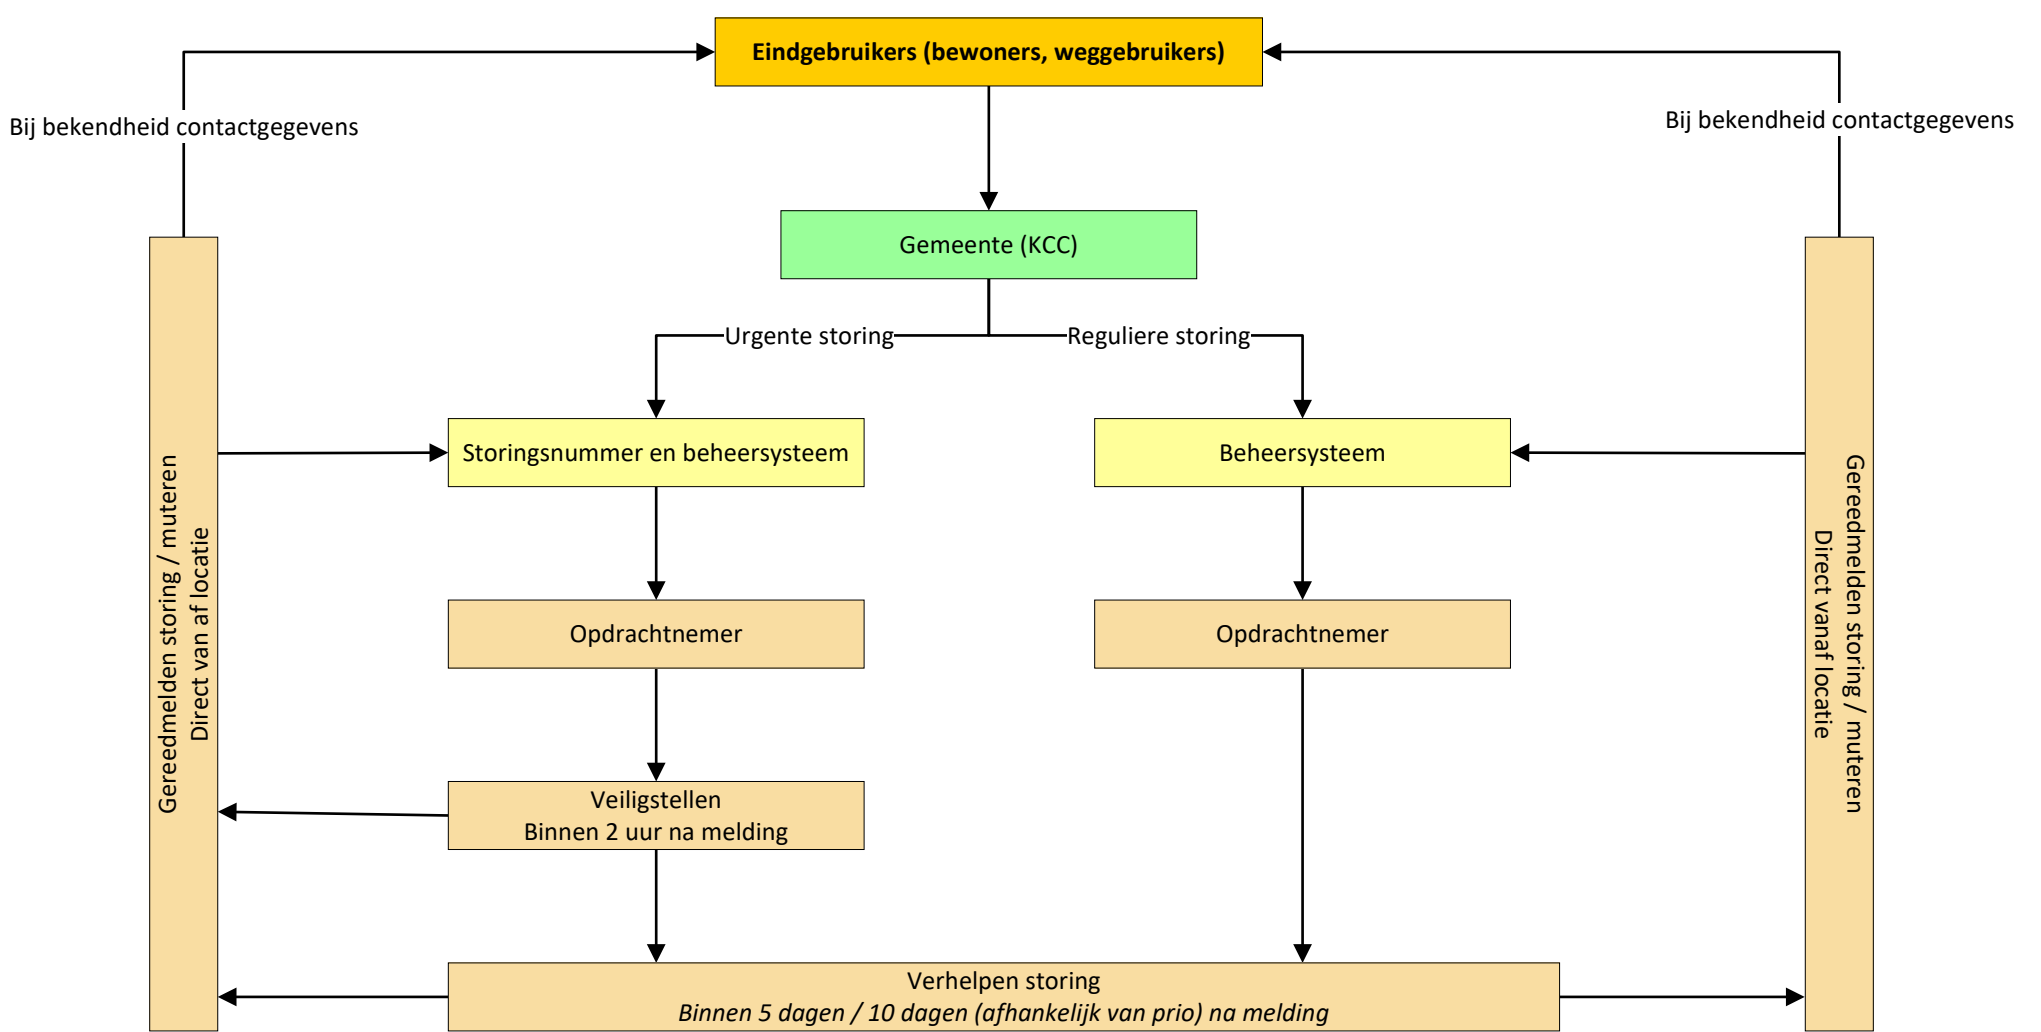 Eindgebruikers (bewoners, weggebruikers)
Bij bekendheid contactgegevens
Bij bekendheid contactgegevens
Gemeente (KCC)
Urgente storing
Reguliere storing
Storingsnummer en beheersysteem
Beheersysteem
Gereedmelden storing / muteren
Direct van af locatie
Gereedmelden storing / muteren
Direct vanaf locatie
Opdrachtnemer
Opdrachtnemer
Veiligstellen
Binnen 2 uur na melding
Verhelpen storing
Binnen 5 dagen / 10 dagen (afhankelijk van prio) na melding